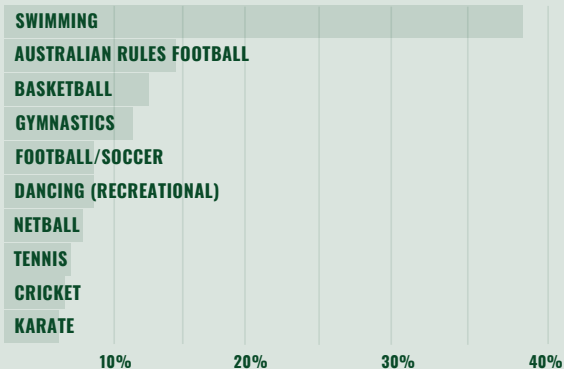 SWIMMING
AUSTRALIAN RULES FOOTBALL
BASKETBALL
GYMNASTICS
FOOTBALL/SOCCER
DANCING (RECREATIONAL)
NETBALL
TENNIS
CRICKET
KARATE
10% 20% 30% 40%